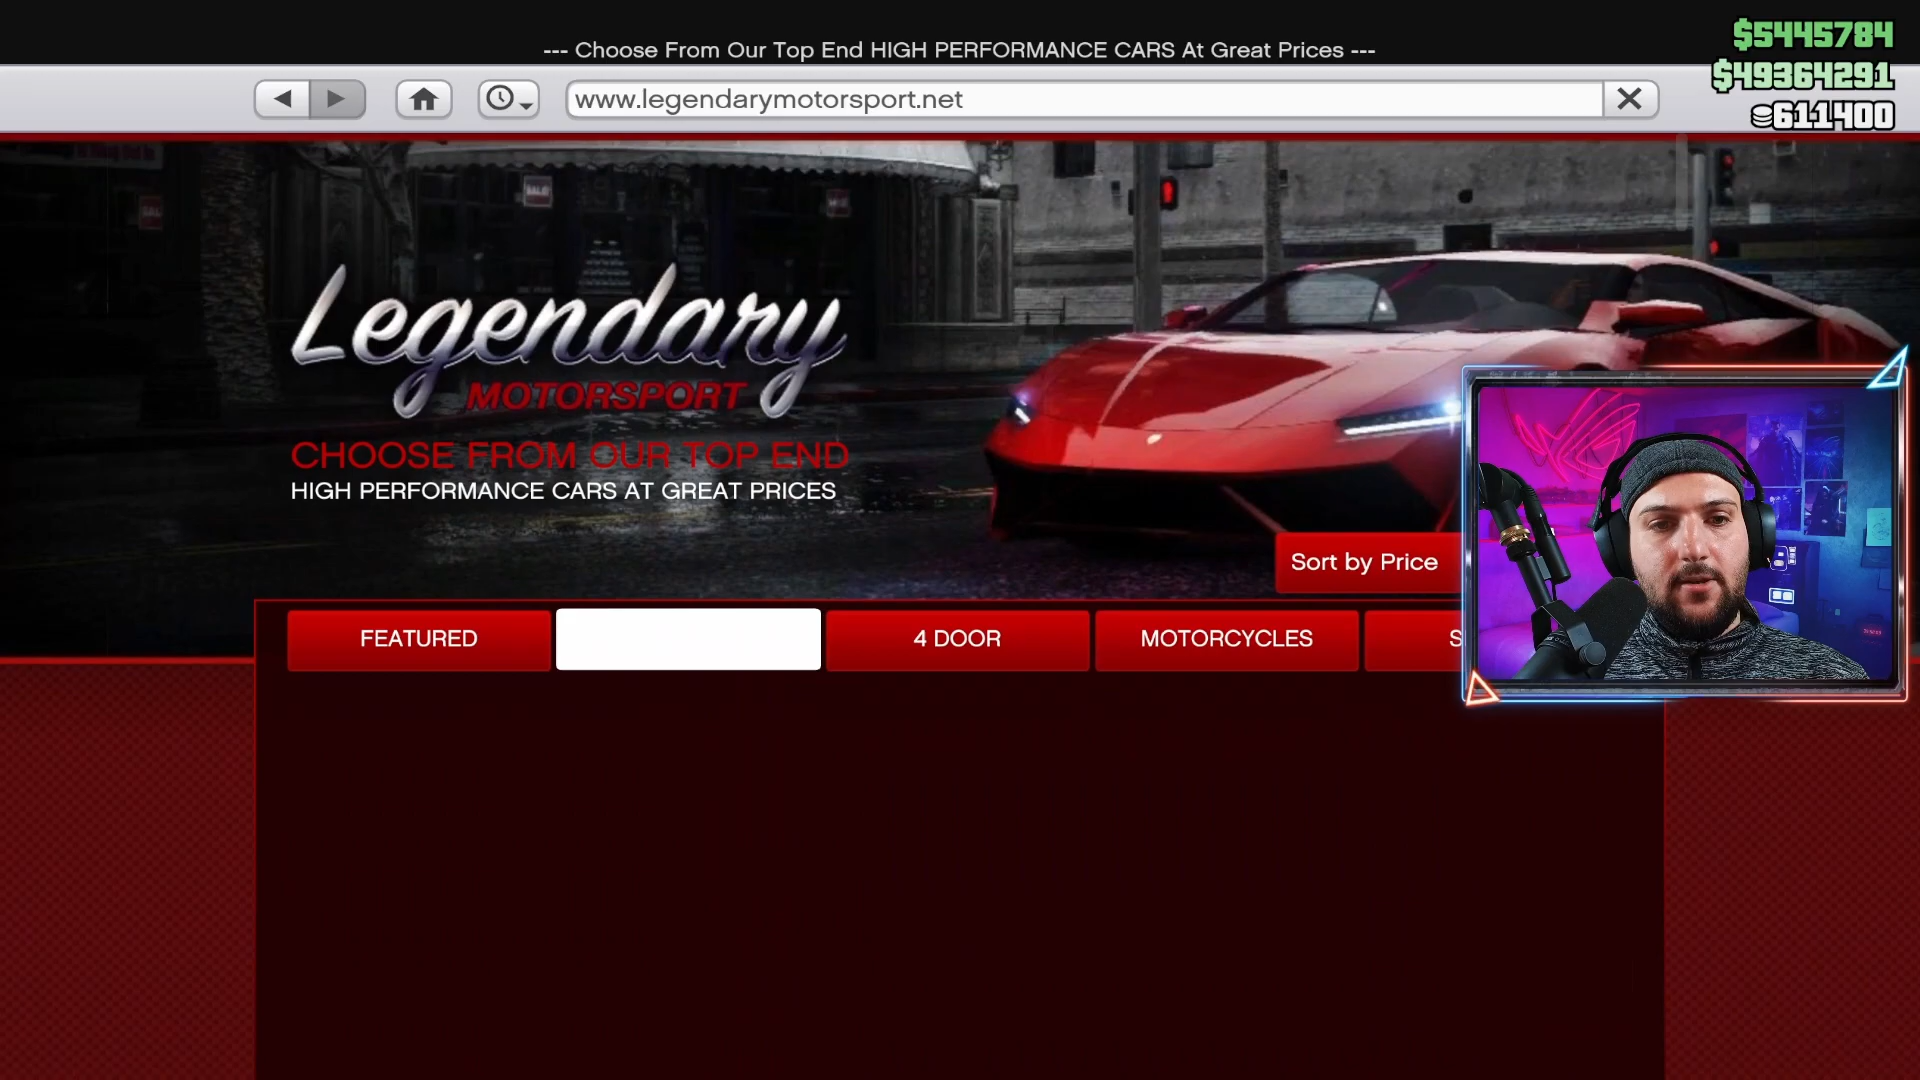 --- Choose From Our Top End HIGH PERFORMANCE CARS At Great Prices ---
$5445784
$49364291
611400
www.legendarymotorsport.net
Legendary
MOTORSPORT
CHOOSE FROM OUR TOP END
HIGH PERFORMANCE CARS AT GREAT PRICES
Sort by Price
FEATURED
4 DOOR
MOTORCYCLES